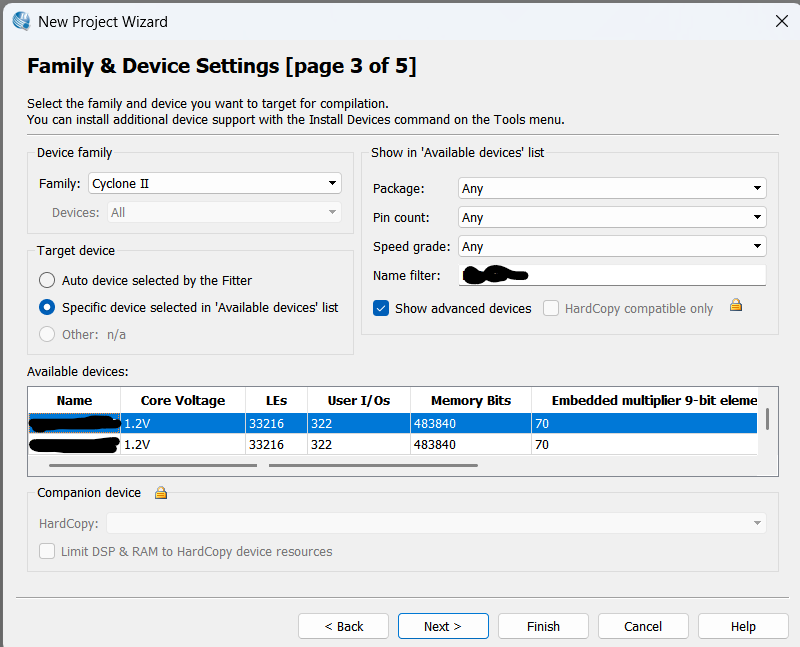 New Project Wizard
Family & Device Settings [page 3 of 5]
Select the family and device you want to target for compilation.
You can install additional device support with the Install Devices command on the Tools menu.
Device family
Family: Cyclone II
Devices: All
Target device
Auto device selected by the Fitter
Specific device selected in 'Available devices' list
Other: n/a
Show in 'Available devices' list
Package: Any
Pin count: Any
Speed grade: Any
Name filter:
Show advanced devices HardCopy compatible only
Available devices:
Name Core Voltage LEs User I/Os Memory Bits Embedded multiplier 9-bit eleme
1.2V 33216 322 483840 70
1.2V 33216 322 483840 70
Companion device
HardCopy:
Limit DSP & RAM to HardCopy device resources
< Back Next > Finish Cancel Help